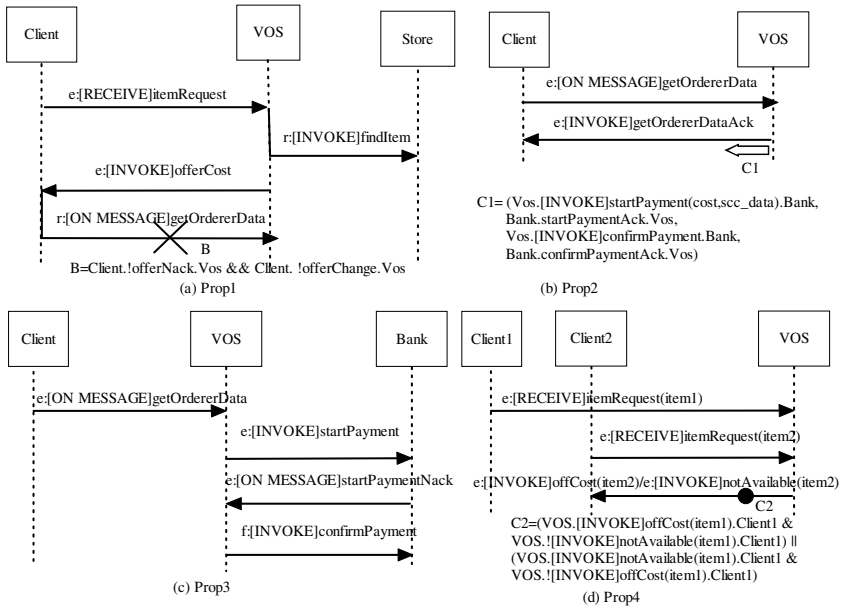 Client
VOS
Store
e:[RECEIVE]itemRequest
r:[INVOKE]findItem
e:[INVOKE]offerCost
r:[ON MESSAGE]getOrdererData
B
B=Client.!offerNack.Vos && Client. !offerChange.Vos
(a) Prop1
Client
VOS
e:[ON MESSAGE]getOrdererData
e:[INVOKE]getOrdererDataAck
C1
C1= (Vos.[INVOKE]startPayment(cost,scc_data).Bank,
Bank.startPaymentAck.Vos,
Vos.[INVOKE]confirmPayment.Bank,
Bank.confirmPaymentAck.Vos)
(b) Prop2
Client
VOS
Bank
e:[ON MESSAGE]getOrdererData
e:[INVOKE]startPayment
e:[ON MESSAGE]startPaymentNack
f:[INVOKE]confirmPayment
(c) Prop3
Client1
Client2
VOS
e:[RECEIVE]itemRequest(item1)
e:[RECEIVE]itemRequest(item2)
e:[INVOKE]offCost(item2)/e:[INVOKE]notAvailable(item2)
C2
C2=(VOS.[INVOKE]offCost(item1).Client1 &
VOS.![INVOKE]notAvailable(item1).Client1) ||
(VOS.[INVOKE]notAvailable(item1).Client1 &
VOS.![INVOKE]offCost(item1).Client1)
(d) Prop4